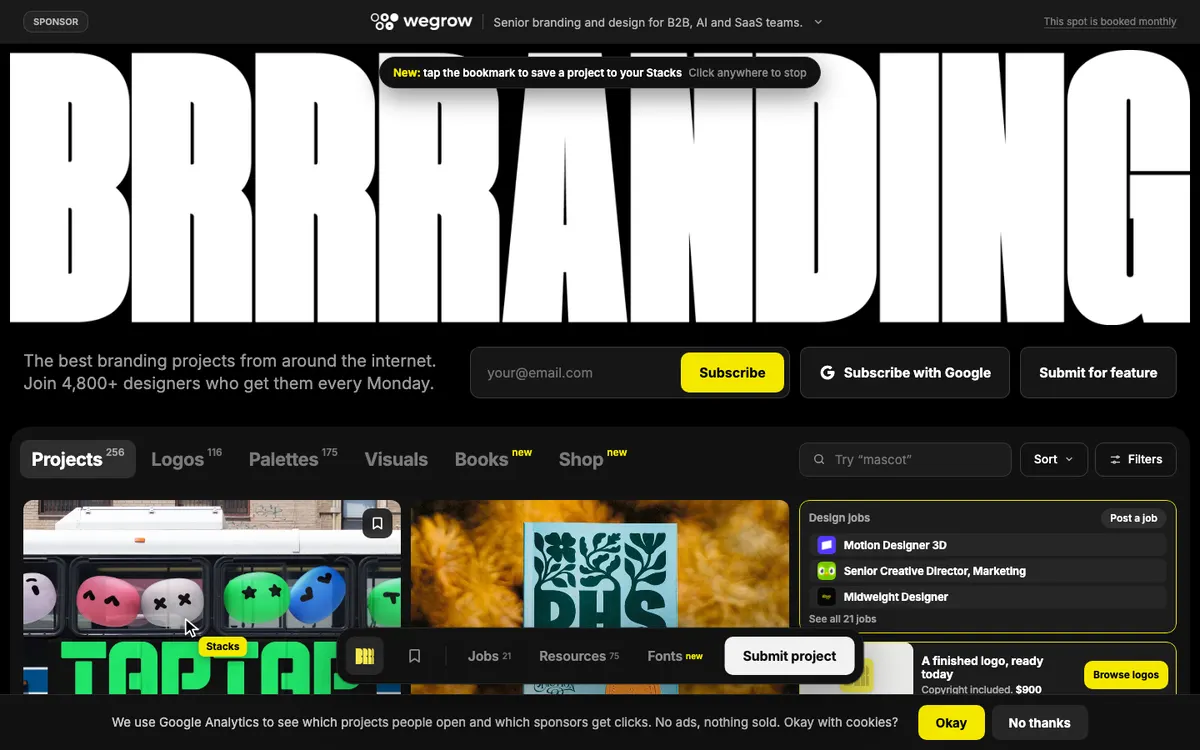 SPONSOR
wegrow
Senior branding and design for B2B, AI and SaaS teams.
This spot is booked monthly
BRRRANDING
New: tap the bookmark to save a project to your Stacks Click anywhere to stop
The best branding projects from around the internet.
Join 4,800+ designers who get them every Monday.
your@email.com
Subscribe
Subscribe with Google
Submit for feature
Projects 256
Logos 116
Palettes 175
Visuals
Books new
Shop new
Try “mascot”
Sort
Filters
TAPTAP
Stacks
DHS
Design jobs
Post a job
Motion Designer 3D
Senior Creative Director, Marketing
Midweight Designer
See all 21 jobs
A finished logo, ready
today
Copyright included. $900
Browse logos
Jobs 21
Resources 75
Fonts new
Submit project
We use Google Analytics to see which projects people open and which sponsors get clicks. No ads, nothing sold. Okay with cookies?
Okay
No thanks